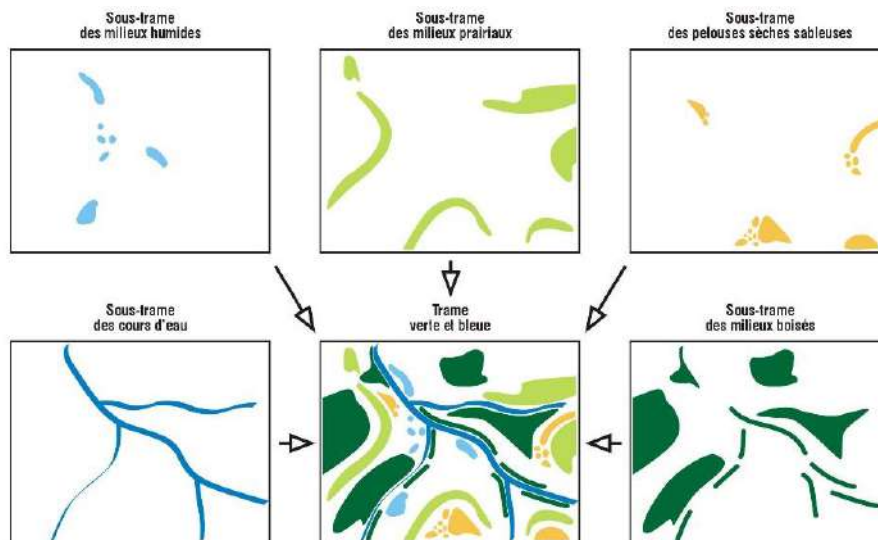 Sous-trame
des milieux humides
Sous-trame
des milieux prairiaux
Sous-trame
des pelouses sèches sableuses
Sous-trame
des cours d'eau
Trame
verte et bleue
Sous-trame
des milieux boisés